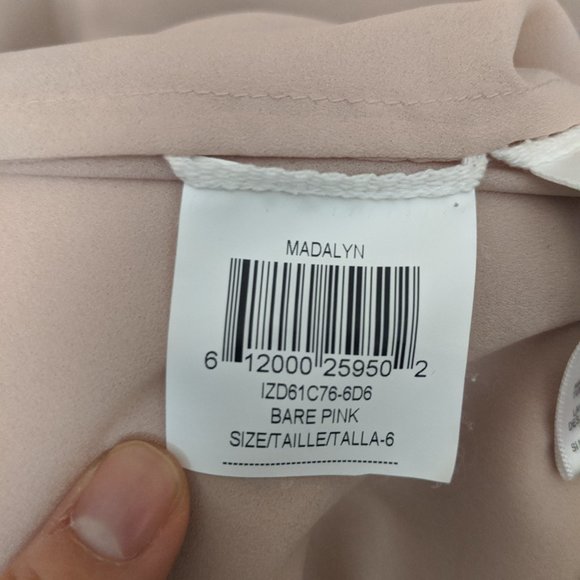 MADALYN
6 12000 25950 2
IZD61C76-6D6
BARE PINK
SIZE/TAILLE/TALLA-6